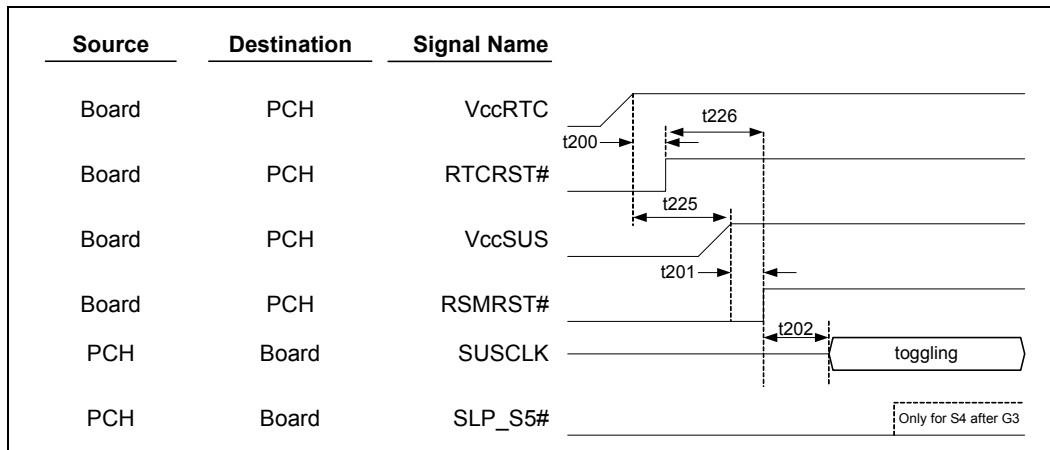 Source Destination Signal Name
Board PCH VccRTC
t226
t200
Board PCH RTCRST#
t225
Board PCH VccSUS
t201
Board PCH RSMRST#
t202
PCH Board SUSCLK toggling
PCH Board SLP_S5# Only for S4 after G3